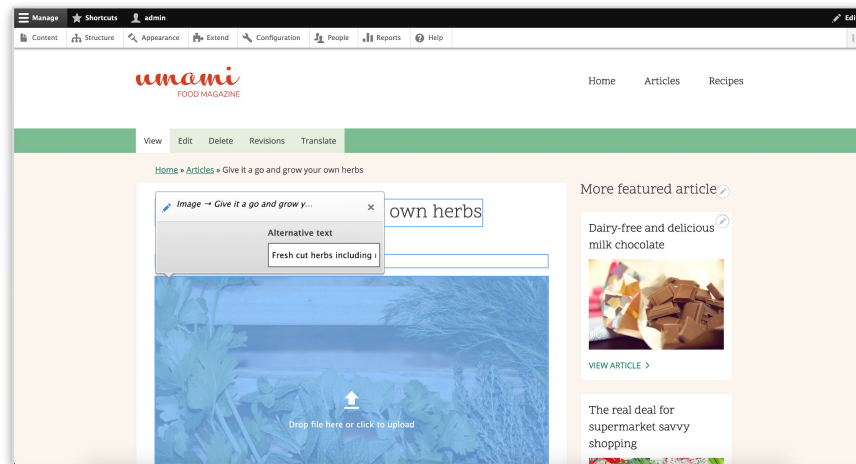 Manage Shortcuts admin Edi
Content Structure Appearance Extend Configuration People Reports Help
umami
FOOD MAGAZINE
Home Articles Recipes
View Edit Delete Revisions Translate
Home » Articles » Give it a go and grow your own herbs
Image → Give it a go and grow y...
own herbs
Alternative text
Fresh cut herbs including
Drop file here or click to upload
More featured article
Dairy-free and delicious
milk chocolate
VIEW ARTICLE >
The real deal for
supermarket savvy
shopping